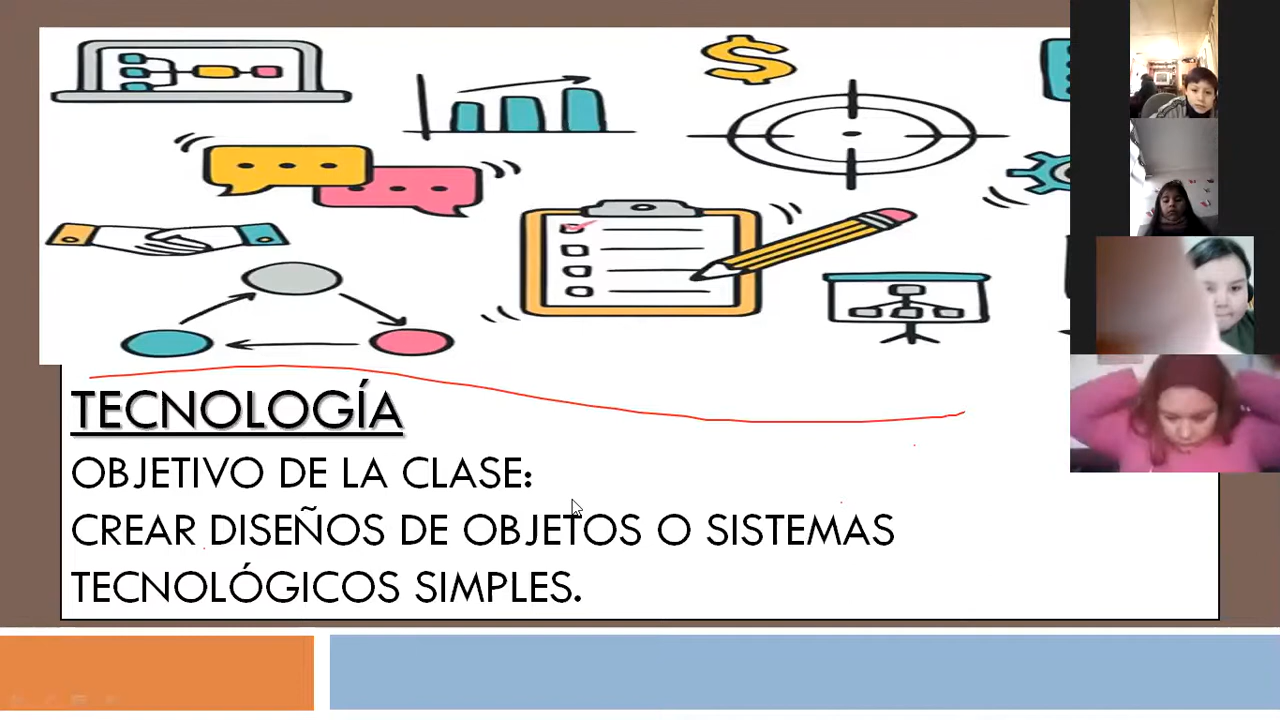 TECNOLOGÍA
OBJETIVO DE LA CLASE:
CREAR DISEÑOS DE OBJETOS O SISTEMAS
TECNOLÓGICOS SIMPLES.